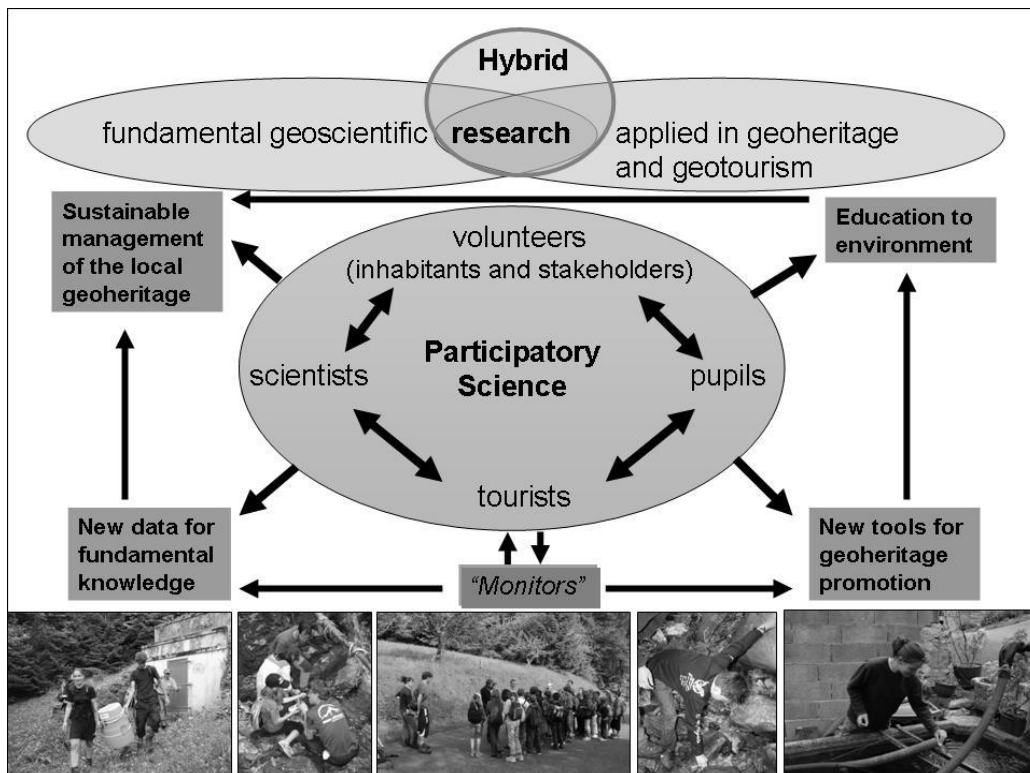 Hybrid
fundamental geoscientific research applied in geoheritage
and geotourism
Sustainable
management
of the local
geoheritage
Education to
environment
volunteers
(inhabitants and stakeholders)
Participatory
Science
scientists
pupils
tourists
New data for
fundamental
knowledge
"Monitors"
New tools for
geoheritage
promotion